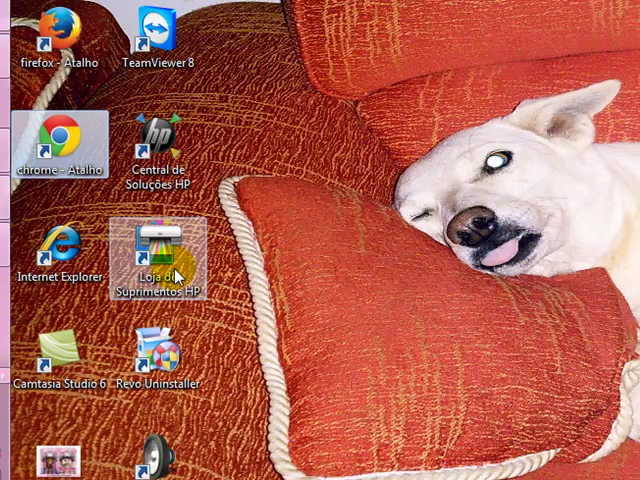 firefox - Atalho
TeamViewer 8
hp
chrome - Atalho
Central de
Soluções HP
Internet Explorer
Loja de
Suprimentos HP
Camtasia Studio 6
Revo Uninstaller